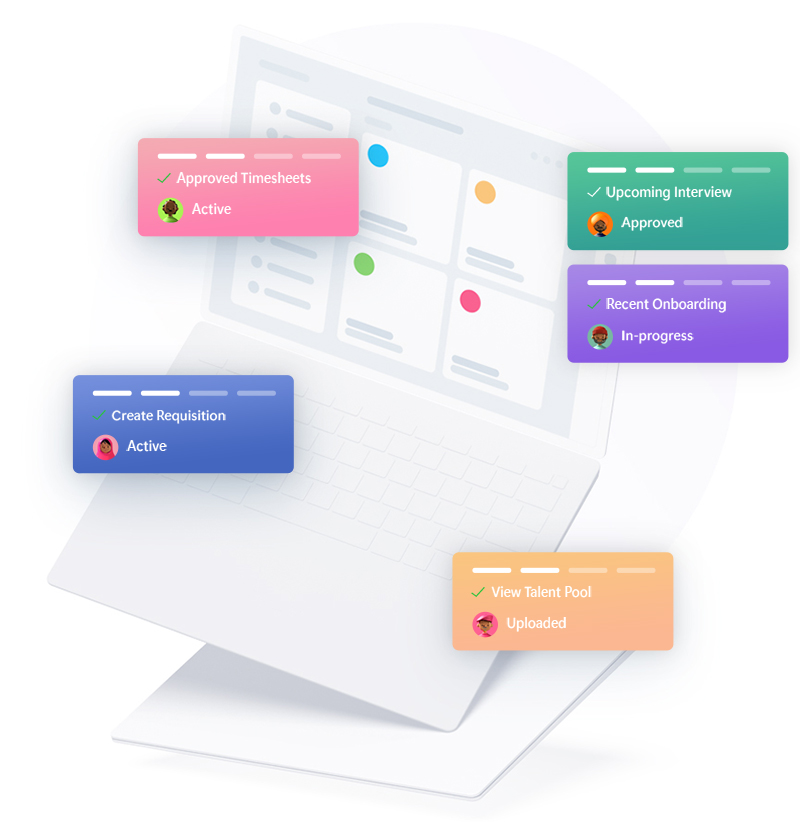 Approved Timesheets
Active
Upcoming Interview
Approved
Recent Onboarding
In-progress
Create Requisition
Active
View Talent Pool
Uploaded